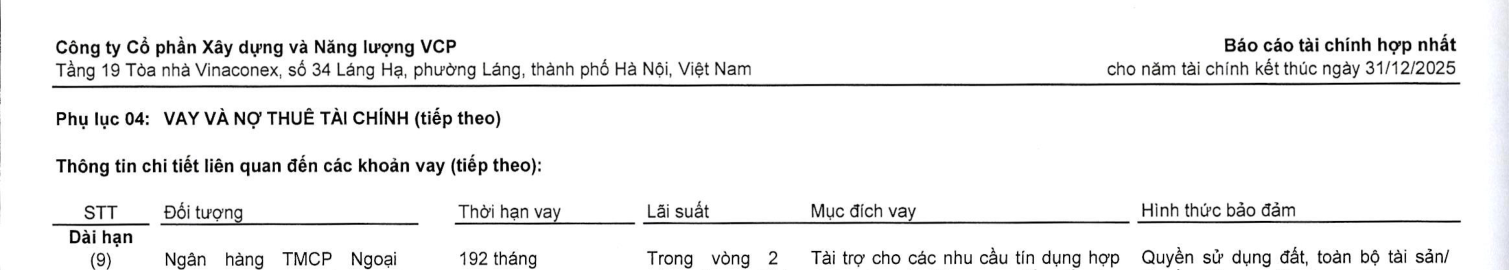 Công ty Cổ phần Xây dựng và Năng lượng VCP
Báo cáo tài chính hợp nhất
Tầng 19 Tòa nhà Vinaconex, số 34 Láng Hạ, phường Láng, thành phố Hà Nội, Việt Nam
cho năm tài chính kết thúc ngày 31/12/2025
Phụ lục 04: VAY VÀ NỢ THUÊ TÀI CHÍNH (tiếp theo)
Thông tin chi tiết liên quan đến các khoản vay (tiếp theo):
STT Đối tượng Thời hạn vay Lãi suất Mục đích vay Hình thức bảo đảm
Dài hạn
(9) Ngân hàng TMCP Ngoại 192 tháng Trong vòng 2 Tài trợ cho các nhu cầu tín dụng hợp Quyền sử dụng đất, toàn bộ tài sản/